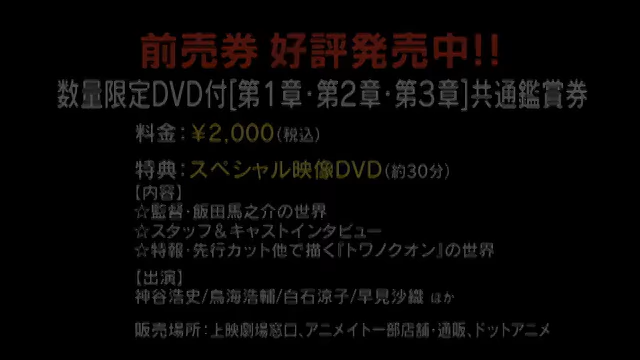 前売券 好評発売中!!
数量限定DVD付[第1章・第2章・第3章]共通鑑賞券
料金：￥2,000(税込)
特典：スペシャル映像DVD(約30分)
【内容】
☆監督・飯田馬之介の世界
☆スタッフ＆キャストインタビュー
☆特報・先行カット他で描く『トワノクオン』の世界
【出演】
神谷浩史/鳥海浩輔/白石涼子/早見沙織 ほか
販売場所：上映劇場窓口、アニメイト一部店舗・通販、ドットアニメ